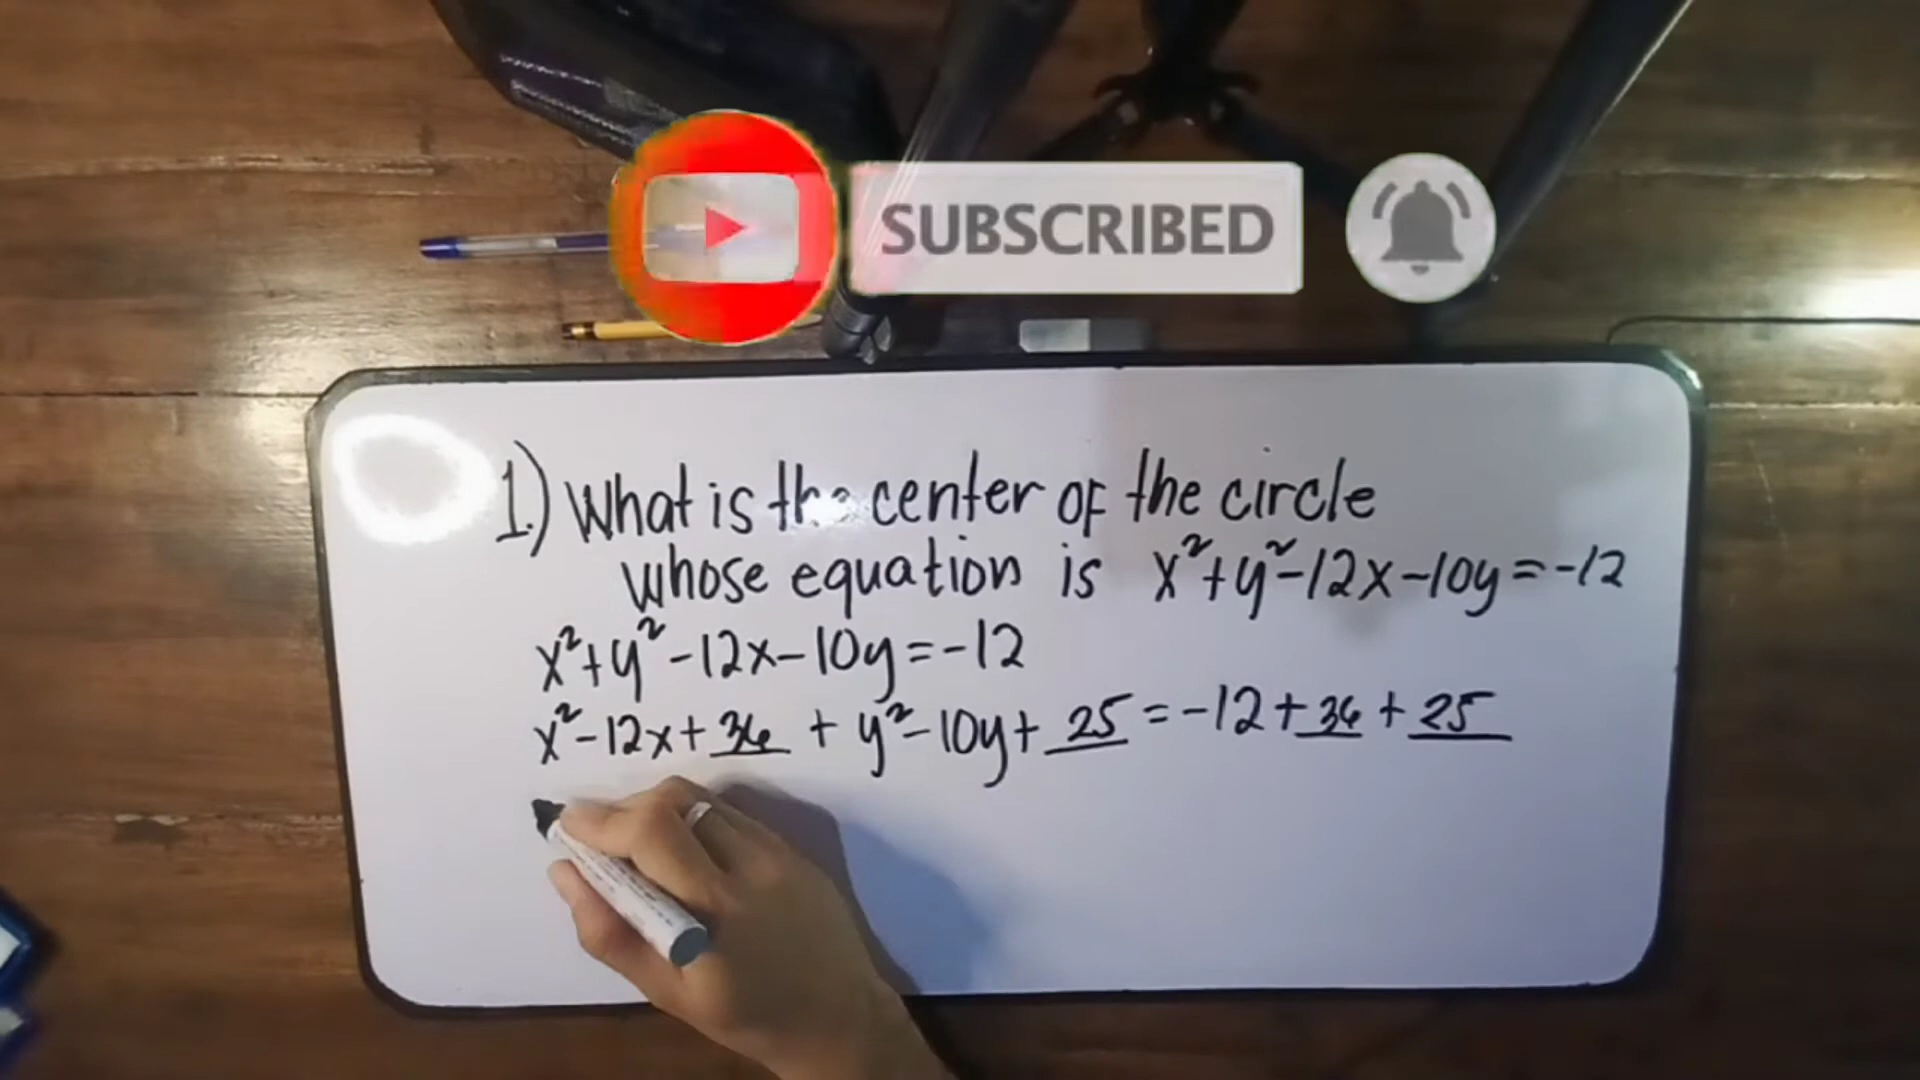 SUBSCRIBED
1.) What is the center of the circle
whose equation is x²+y²-12x-10y=-12
x²+y²-12x-10y=-12
x²-12x+36 + y²-10y+25=-12+36+25